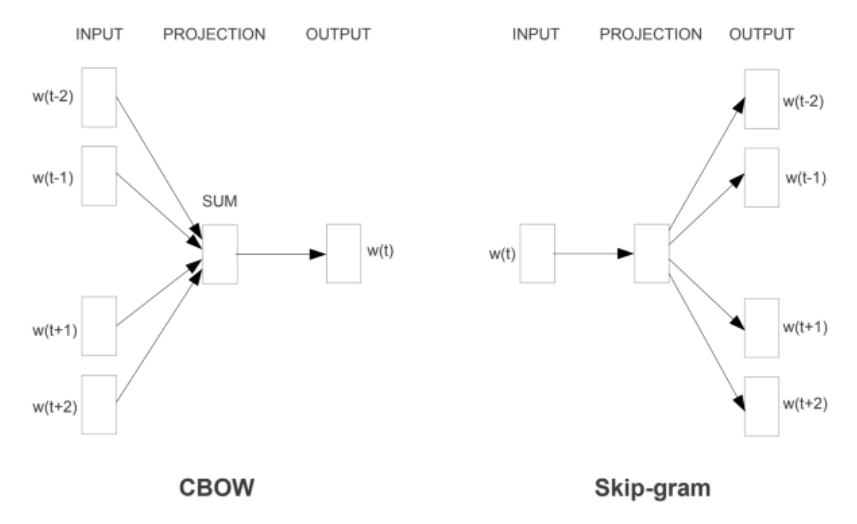 INPUT PROJECTION OUTPUT
w(t-2)
w(t-1)
SUM
w(t)
w(t+1)
w(t+2)
CBOW
INPUT PROJECTION OUTPUT
w(t-2)
w(t-1)
w(t)
w(t+1)
w(t+2)
Skip-gram